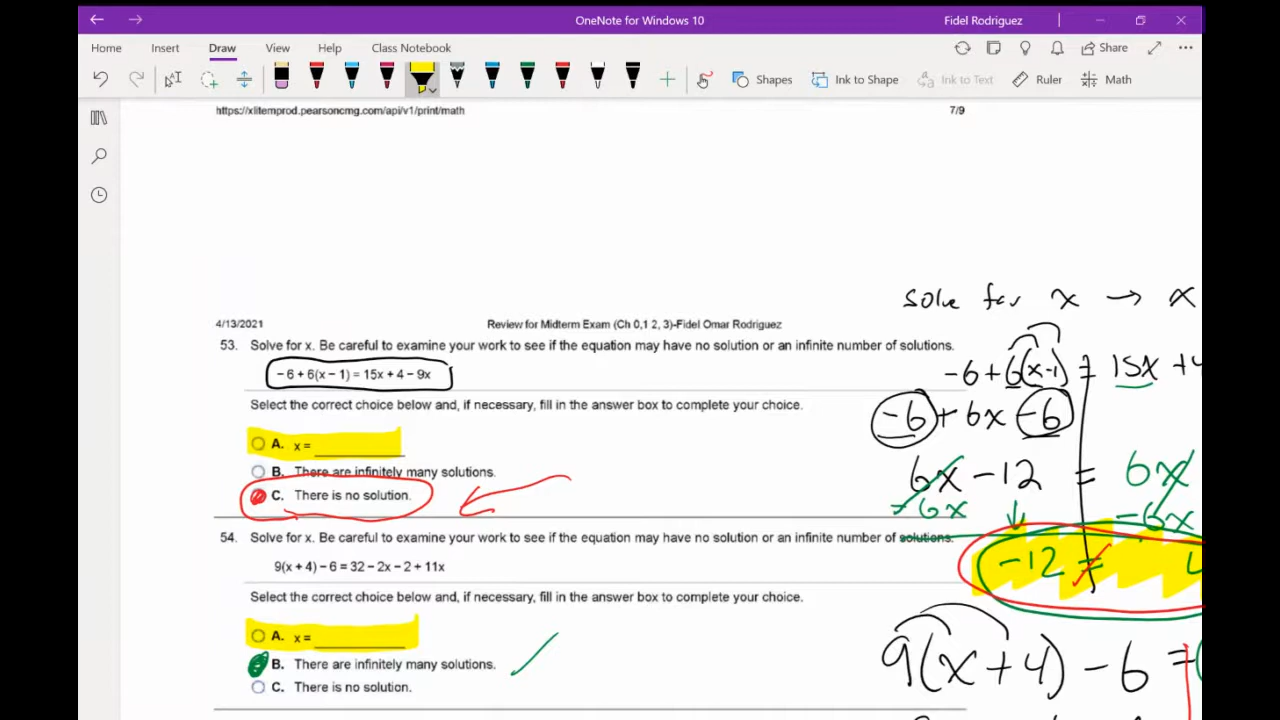 OneNote for Windows 10
Fidel Rodriguez
Home Insert Draw View Help Class Notebook
Share
Shapes Ink to Shape Ink to Text Ruler Math
https://xlitemprod.pearsoncmg.com/api/v1/print/math 7/9
solve for x → x
4/13/2021 Review for Midterm Exam (Ch 0,1 2, 3)-Fidel Omar Rodriguez
53. Solve for x. Be careful to examine your work to see if the equation may have no solution or an infinite number of solutions.
− 6 + 6(x − 1) = 15x + 4 − 9x
-6+6(x-1) = 15x +4
Select the correct choice below and, if necessary, fill in the answer box to complete your choice.
-6 + 6x -6
A. x =
B. There are infinitely many solutions.
C. There is no solution.
6x -12 = 6x
-6x -6x
54. Solve for x. Be careful to examine your work to see if the equation may have no solution or an infinite number of solutions.
9(x + 4) − 6 = 32 − 2x − 2 + 11x
-12 ≠ 4
Select the correct choice below and, if necessary, fill in the answer box to complete your choice.
A. x =
B. There are infinitely many solutions.
C. There is no solution.
9(x+4) -6 =